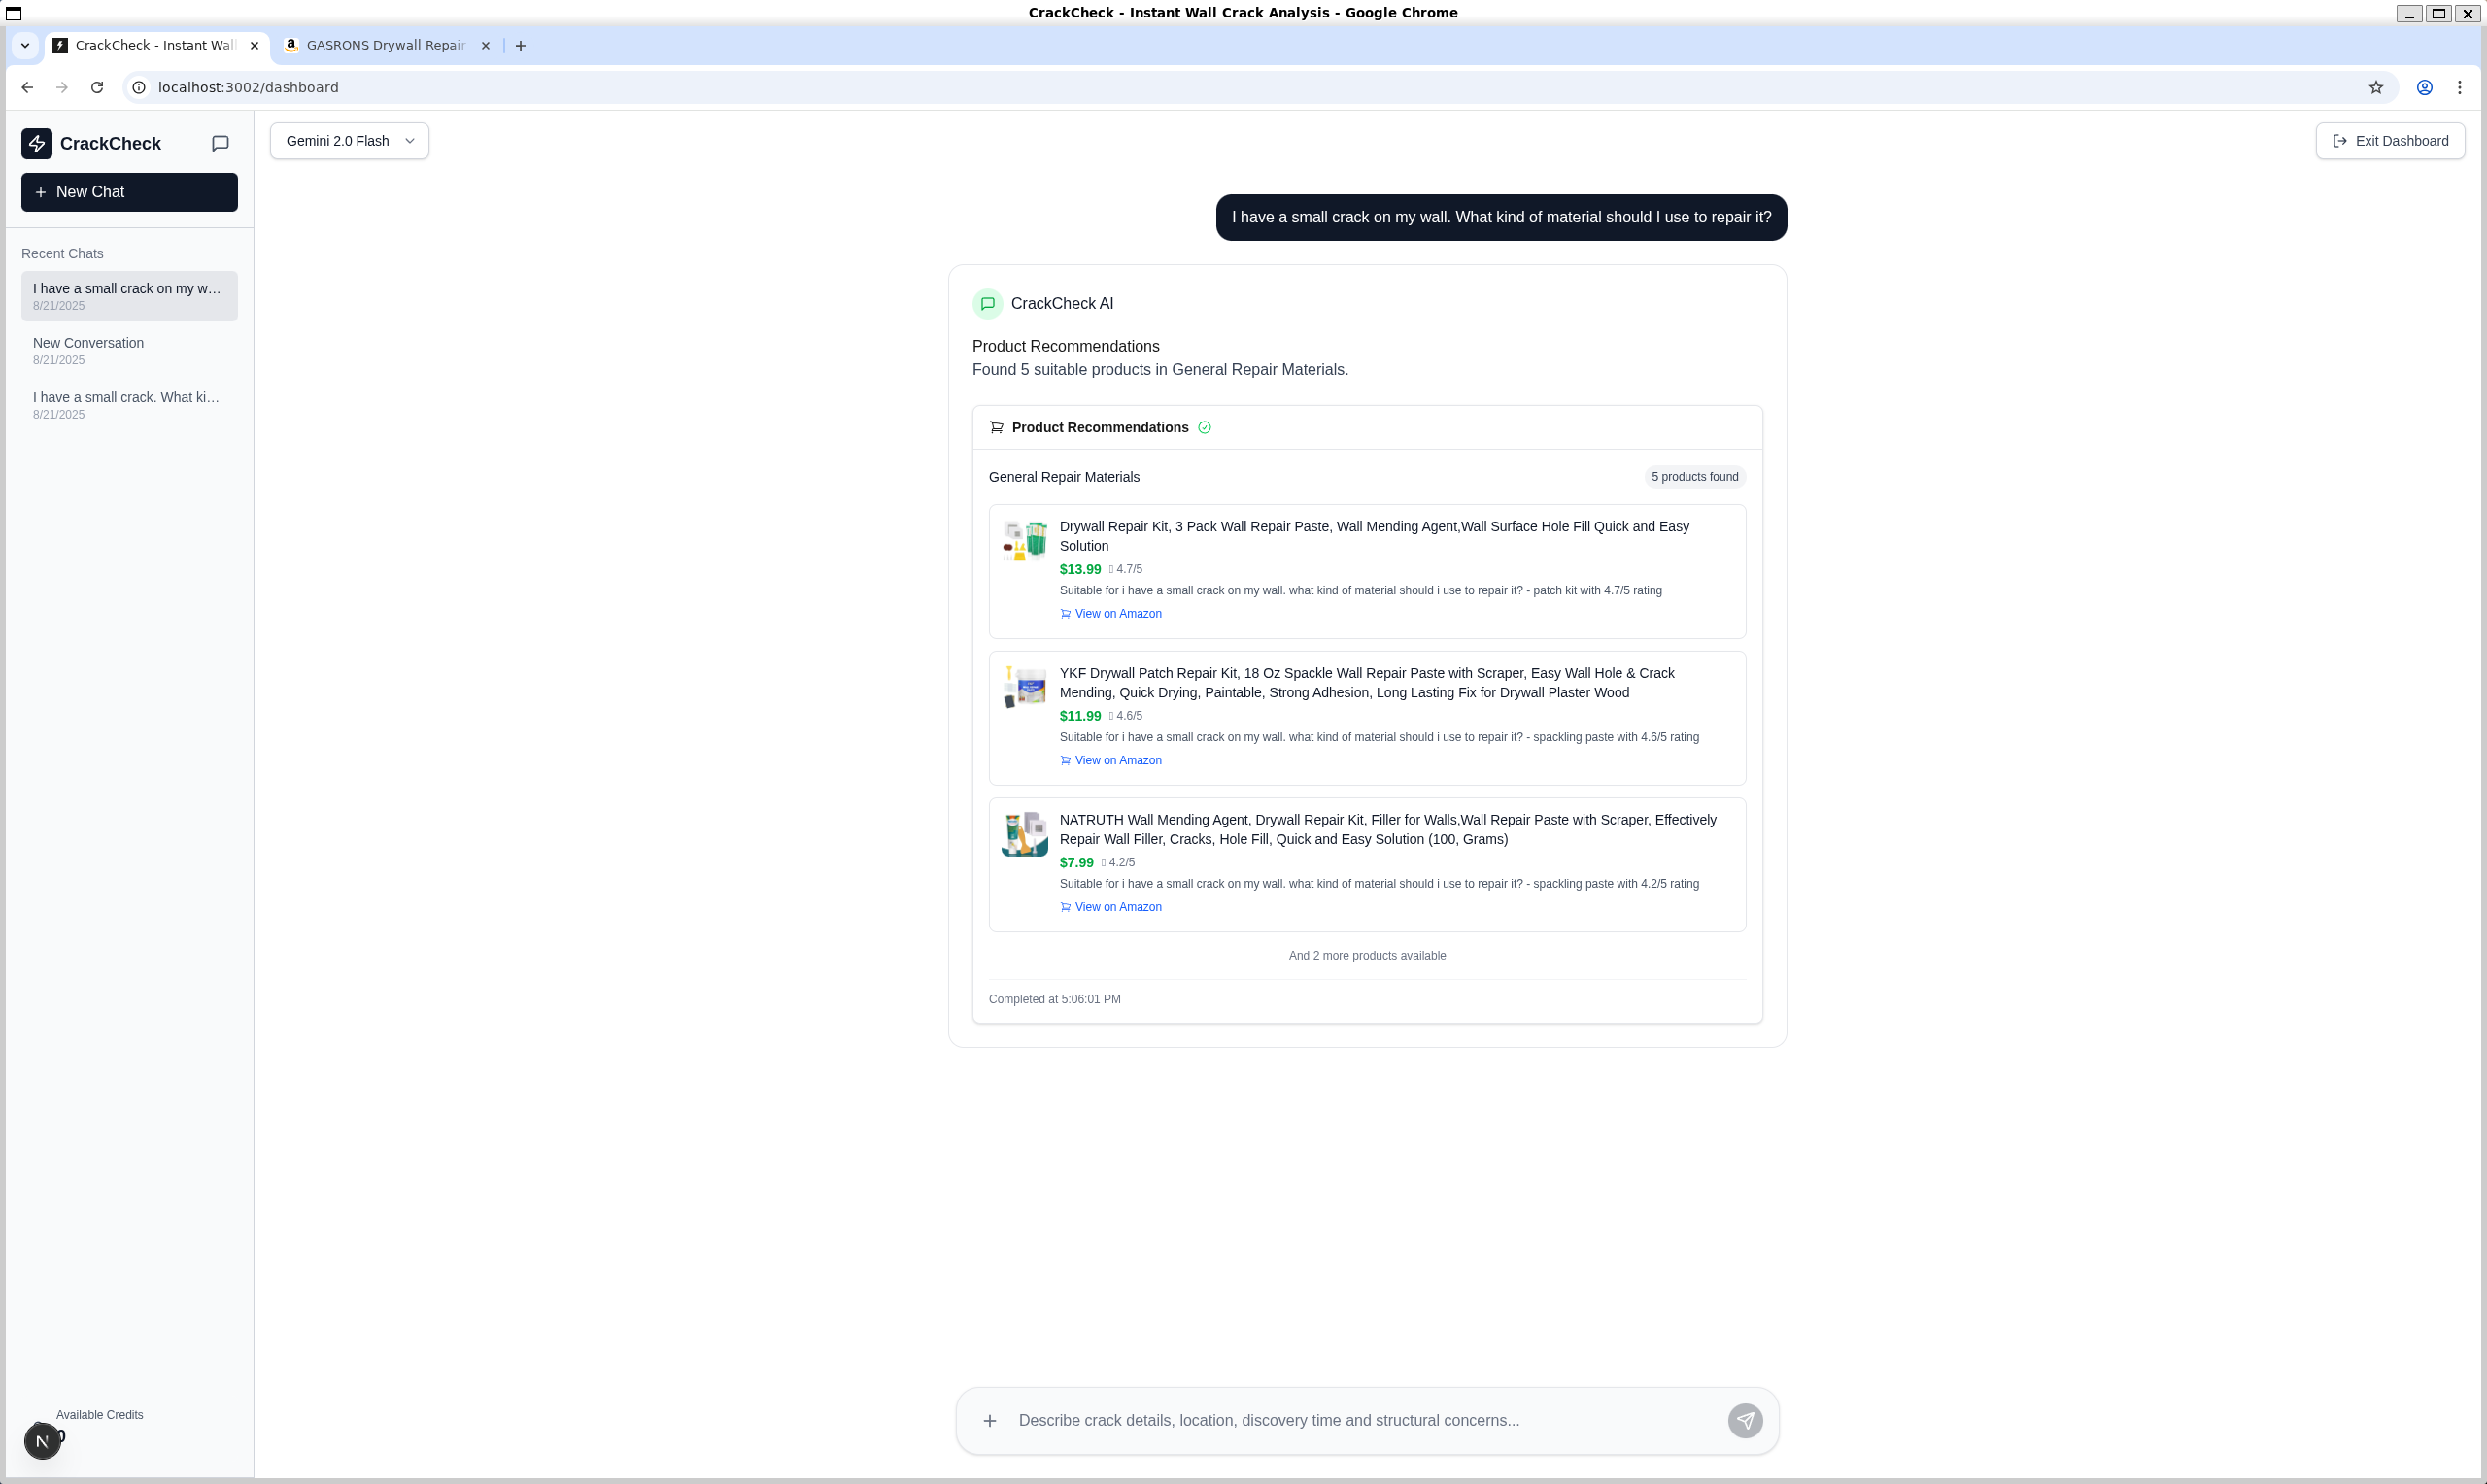 CrackCheck - Instant Wall Crack Analysis - Google Chrome
CrackCheck - Instant Wall
GASRONS Drywall Repair
localhost:3002/dashboard
CrackCheck
New Chat
Recent Chats
I have a small crack on my w...
8/21/2025
New Conversation
8/21/2025
I have a small crack. What ki...
8/21/2025
Available Credits
0
N
Gemini 2.0 Flash
Exit Dashboard
I have a small crack on my wall. What kind of material should I use to repair it?
CrackCheck AI
Product Recommendations
Found 5 suitable products in General Repair Materials.
Product Recommendations
General Repair Materials
5 products found
Drywall Repair Kit, 3 Pack Wall Repair Paste, Wall Mending Agent,Wall Surface Hole Fill Quick and Easy
Solution
$13.99 4.7/5
Suitable for i have a small crack on my wall. what kind of material should i use to repair it? - patch kit with 4.7/5 rating
View on Amazon
YKF Drywall Patch Repair Kit, 18 Oz Spackle Wall Repair Paste with Scraper, Easy Wall Hole & Crack
Mending, Quick Drying, Paintable, Strong Adhesion, Long Lasting Fix for Drywall Plaster Wood
$11.99 4.6/5
Suitable for i have a small crack on my wall. what kind of material should i use to repair it? - spackling paste with 4.6/5 rating
View on Amazon
NATRUTH Wall Mending Agent, Drywall Repair Kit, Filler for Walls,Wall Repair Paste with Scraper, Effectively
Repair Wall Filler, Cracks, Hole Fill, Quick and Easy Solution (100, Grams)
$7.99 4.2/5
Suitable for i have a small crack on my wall. what kind of material should i use to repair it? - spackling paste with 4.2/5 rating
View on Amazon
And 2 more products available
Completed at 5:06:01 PM
Describe crack details, location, discovery time and structural concerns...